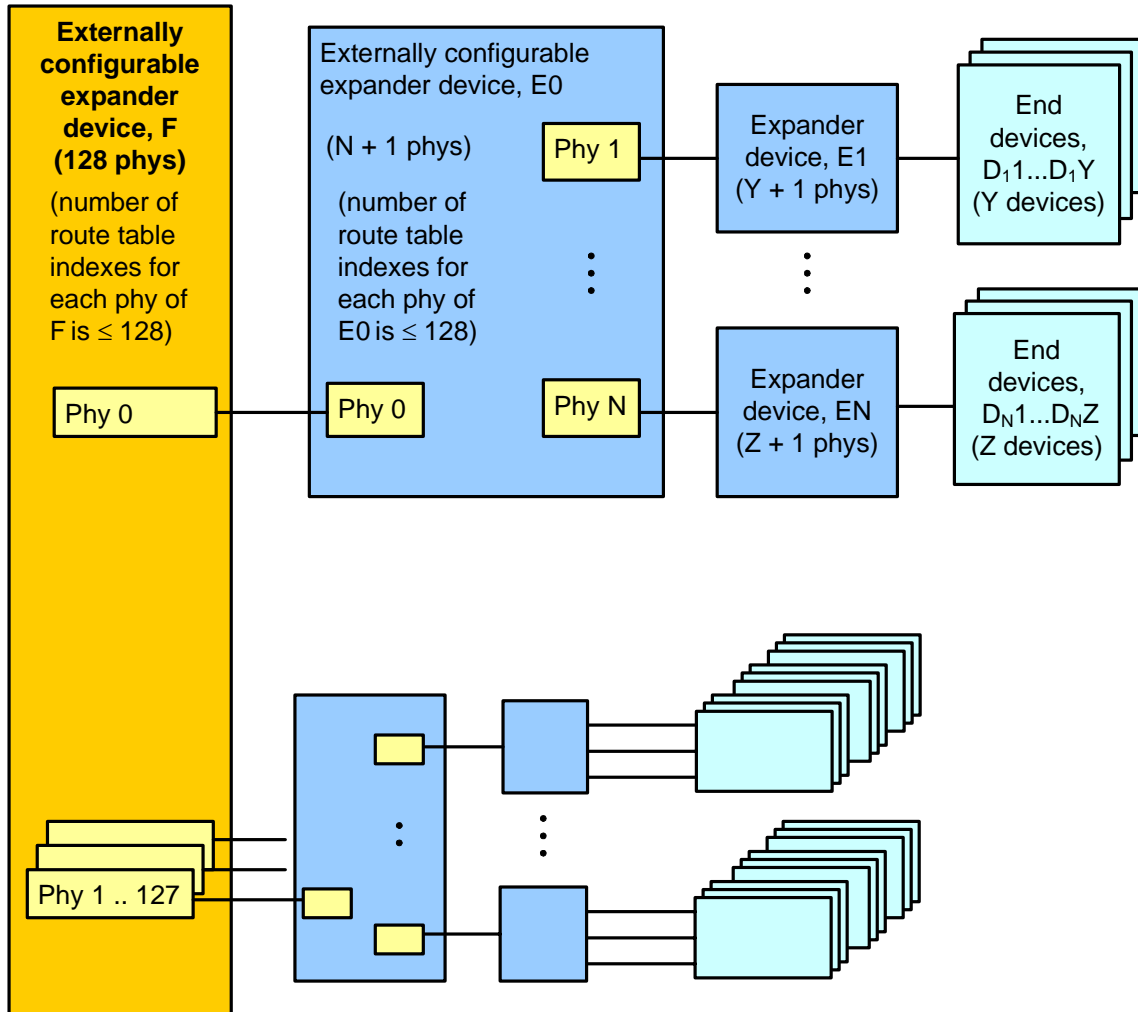 Externally
configurable
expander
device, F
(128 phys)
(number of
route table
indexes for
each phy of
F is ≤ 128)
Phy 0
Externally configurable
expander device, E0
(N + 1 phys)
(number of
route table
indexes for
each phy of
E0 is ≤ 128)
Phy 0
Phy 1
Phy N
Expander
device, E1
(Y + 1 phys)
End
devices,
D₁1...D₁Y
(Y devices)
Expander
device, EN
(Z + 1 phys)
End
devices,
D_N1...D_NZ
(Z devices)
Phy 1 .. 127